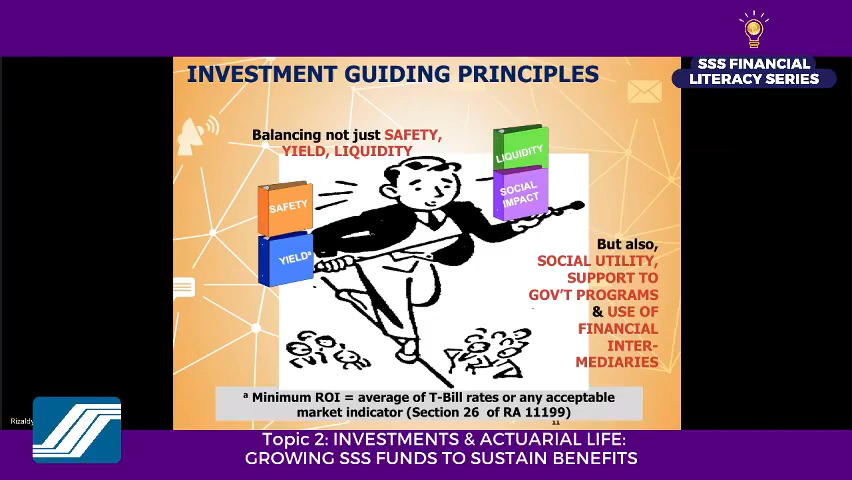 SSS FINANCIAL
LITERACY SERIES
INVESTMENT GUIDING PRINCIPLES
Balancing not just SAFETY,
YIELD, LIQUIDITY
LIQUIDITY
SOCIAL
IMPACT
SAFETY
YIELDᵃ
But also,
SOCIAL UTILITY,
SUPPORT TO
GOV'T PROGRAMS
& USE OF
FINANCIAL
INTER-
MEDIARIES
ᵃ Minimum ROI = average of T-Bill rates or any acceptable
market indicator (Section 26 of RA 11199)
11
Topic 2: INVESTMENTS & ACTUARIAL LIFE:
GROWING SSS FUNDS TO SUSTAIN BENEFITS